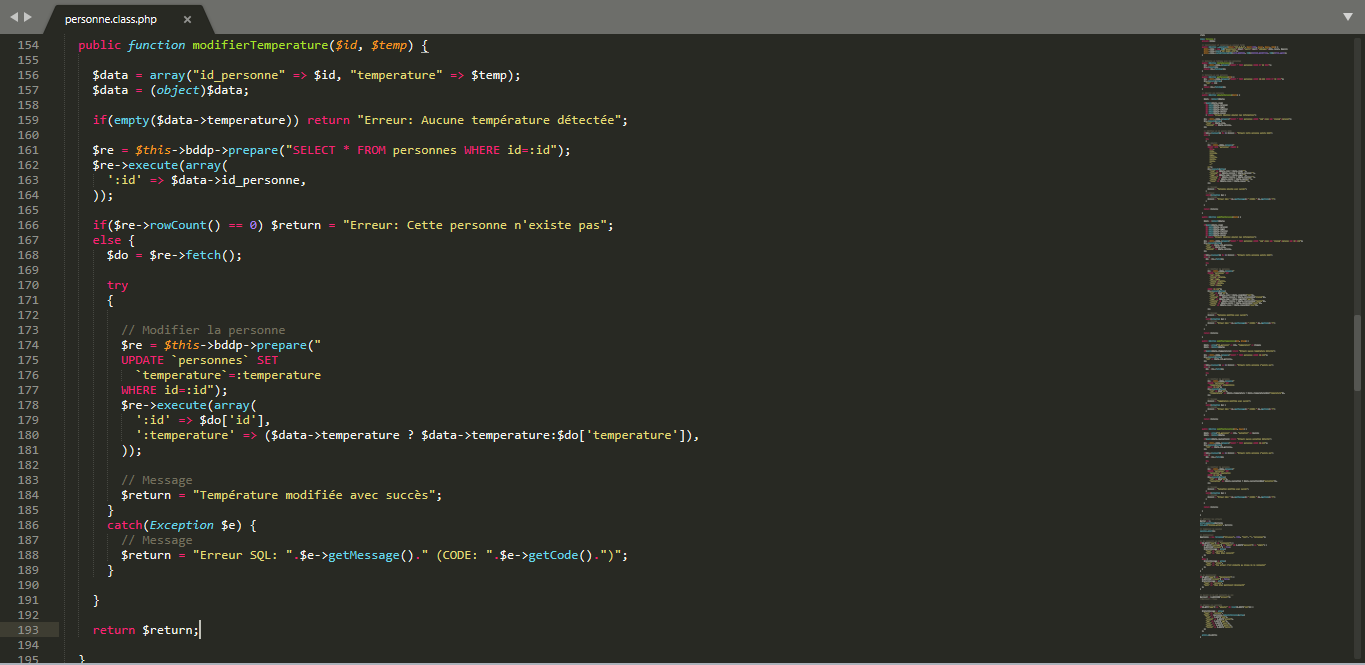 personne.class.php ×
154 public function modifierTemperature($id, $temp) {
155
156 $data = array("id_personne" => $id, "temperature" => $temp);
157 $data = (object)$data;
158
159 if(empty($data->temperature)) return "Erreur: Aucune température détectée";
160
161 $re = $this->bddp->prepare("SELECT * FROM personnes WHERE id=:id");
162 $re->execute(array(
163 ':id' => $data->id_personne,
164 ));
165
166 if($re->rowCount() == 0) $return = "Erreur: Cette personne n'existe pas";
167 else {
168 $do = $re->fetch();
169
170 try
171 {
172
173 // Modifier la personne
174 $re = $this->bddp->prepare("
175 UPDATE `personnes` SET
176 `temperature`=:temperature
177 WHERE id=:id");
178 $re->execute(array(
179 ':id' => $do['id'],
180 ':temperature' => ($data->temperature ? $data->temperature:$do['temperature']),
181 ));
182
183 // Message
184 $return = "Température modifiée avec succès";
185 }
186 catch(Exception $e) {
187 // Message
188 $return = "Erreur SQL: ".$e->getMessage()." (CODE: ".$e->getCode().")";
189 }
190
191 }
192
193 return $return;
194
195 }